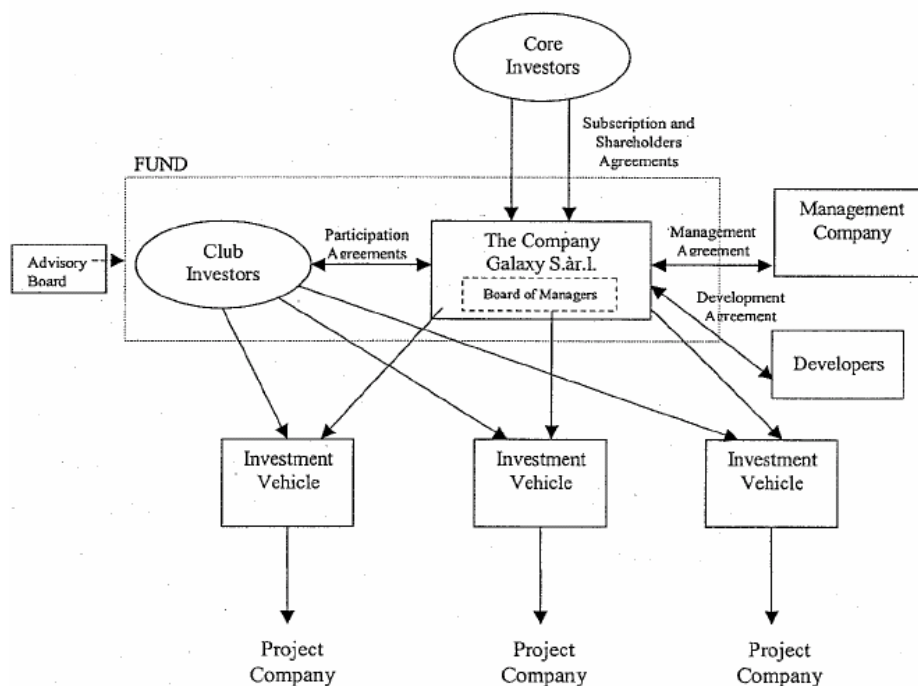 Core
Investors
Subscription and
Shareholders
Agreements
FUND
Advisory
Board
Club
Investors
Participation
Agreements
The Company
Galaxy S.àr.l.
Board of Managers
Management
Agreement
Management
Company
Development
Agreement
Developers
Investment
Vehicle
Investment
Vehicle
Investment
Vehicle
Project
Company
Project
Company
Project
Company